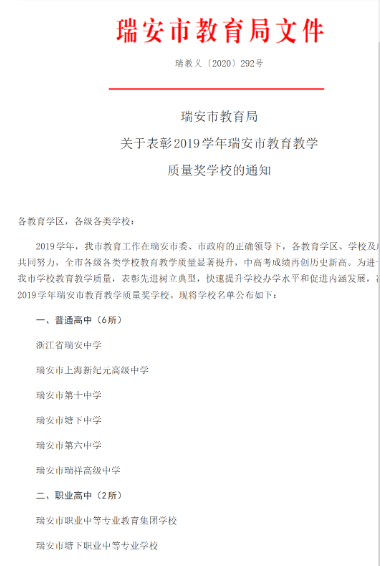 瑞安市教育局文件
瑞教义〔2020〕292号
瑞安市教育局
关于表彰2019学年瑞安市教育教学
质量奖学校的通知
各教育学区，各级各类学校：
2019学年，我市教育工作在瑞安市委、市政府的正确领导下，各教育学区、学校及
共同努力，全市各级各类学校教育教学质量显著提升，中高考成绩再创历史新高。为进一
我市学校教育教学质量，表彰先进树立典型，快速提升学校办学水平和促进内涵发展，
2019学年瑞安市教育教学质量奖学校。现将学校名单公布如下：
一、普通高中（6所）
浙江省瑞安中学
瑞安市上海新纪元高级中学
瑞安市第十中学
瑞安市塘下中学
瑞安市第六中学
瑞安市瑞祥高级中学
二、职业高中（2所）
瑞安市职业中等专业教育集团学校
瑞安市塘下职业中等专业学校